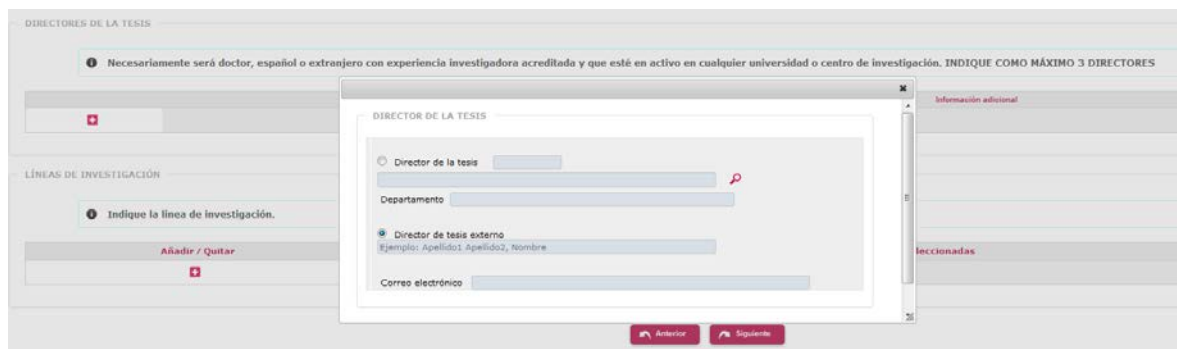 DIRECTORES DE LA TESIS
Necesariamente será doctor, español o extranjero con experiencia investigadora acreditada y que esté en activo en cualquier universidad o centro de investigación. INDIQUE COMO MÁXIMO 3 DIRECTORES
Información adicional
DIRECTOR DE LA TESIS
Director de la tesis
Departamento
Director de tesis externo
Ejemplo: Apellido1 Apellido2, Nombre
Correo electrónico
LÍNEAS DE INVESTIGACIÓN
Indique la linea de investigación.
Añadir / Quitar
leccionadas
Anterior
Siguiente